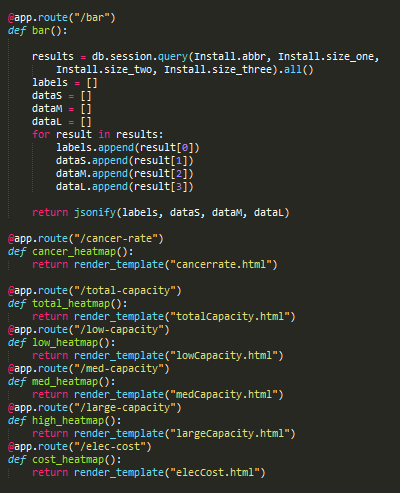 @app.route("/bar")
def bar():
results = db.session.query(Install.abbr, Install.size_one,
Install.size_two, Install.size_three).all()
labels = []
dataS = []
dataM = []
dataL = []
for result in results:
labels.append(result[0])
dataS.append(result[1])
dataM.append(result[2])
dataL.append(result[3])
return jsonify(labels, dataS, dataM, dataL)
@app.route("/cancer-rate")
def cancer_heatmap():
return render_template("cancerrate.html")
@app.route("/total-capacity")
def total_heatmap():
return render_template("totalCapacity.html")
@app.route("/low-capacity")
def low_heatmap():
return render_template("lowCapacity.html")
@app.route("/med-capacity")
def med_heatmap():
return render_template("medCapacity.html")
@app.route("/large-capacity")
def high_heatmap():
return render_template("largeCapacity.html")
@app.route("/elec-cost")
def cost_heatmap():
return render_template("elecCost.html")